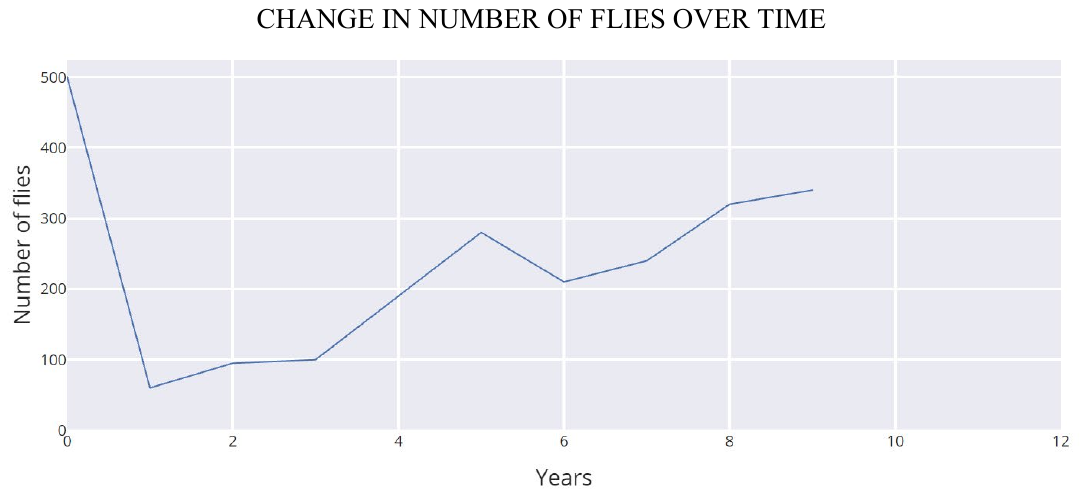 CHANGE IN NUMBER OF FLIES OVER TIME
500
400
300
200
100
0
Number of flies
0 2 4 6 8 10 12
Years